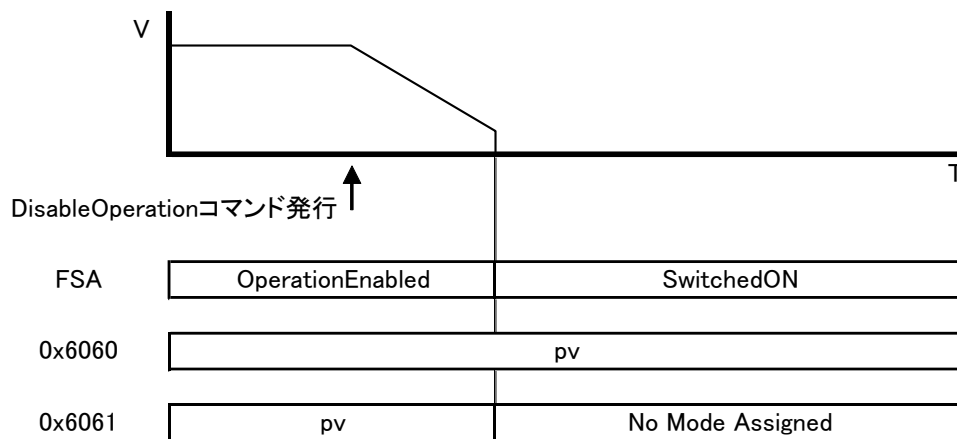 V
T
DisableOperationコマンド発行
FSA OperationEnabled SwitchedON
0x6060 pv
0x6061 pv No Mode Assigned